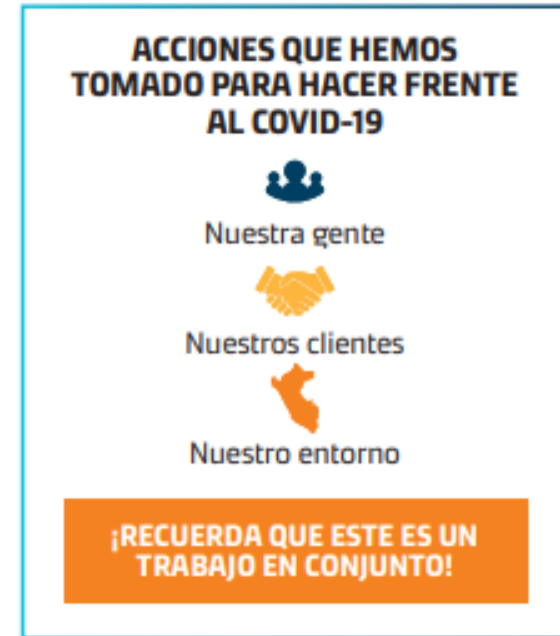 ACCIONES QUE HEMOS
TOMADO PARA HACER FRENTE
AL COVID-19
Nuestra gente
Nuestros clientes
Nuestro entorno
¡RECUERDA QUE ESTE ES UN
TRABAJO EN CONJUNTO!